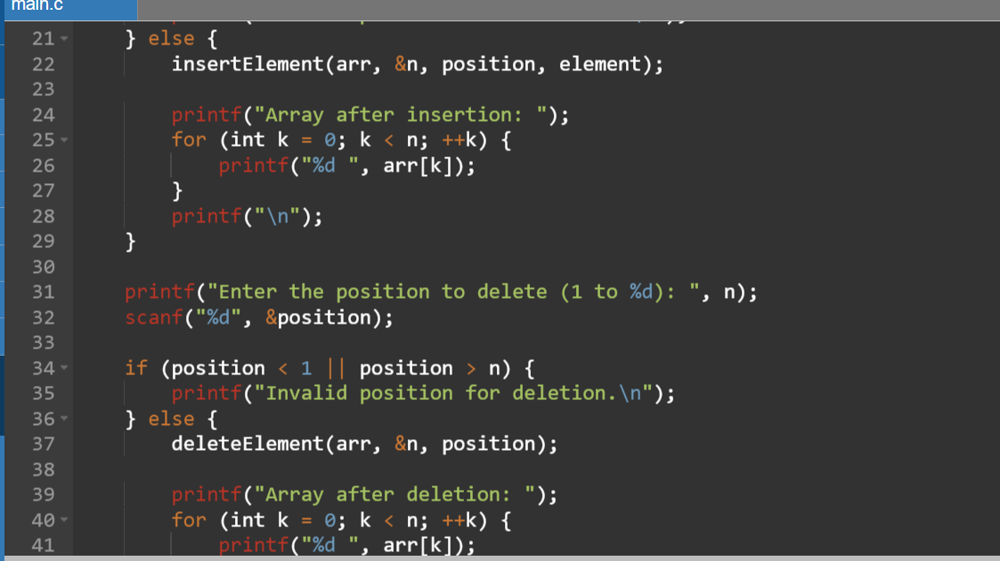 main.c
21 } else {
22 insertElement(arr, &n, position, element);
23
24 printf("Array after insertion: ");
25 for (int k = 0; k < n; ++k) {
26 printf("%d ", arr[k]);
27 }
28 printf("\n");
29 }
30
31 printf("Enter the position to delete (1 to %d): ", n);
32 scanf("%d", &position);
33
34 if (position < 1 || position > n) {
35 printf("Invalid position for deletion.\n");
36 } else {
37 deleteElement(arr, &n, position);
38
39 printf("Array after deletion: ");
40 for (int k = 0; k < n; ++k) {
41 printf("%d ", arr[k]);